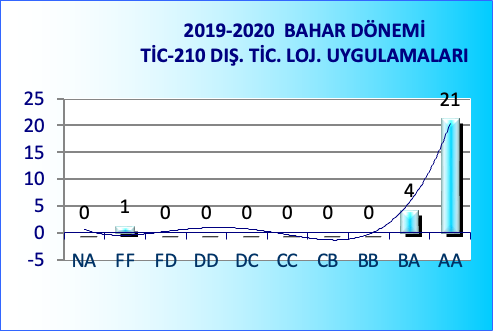 2019-2020 BAHAR DÖNEMİ
TİC-210 DIŞ. TİC. LOJ. UYGULAMALARI
25
20
15
10
5
0
-5
0 1 0 0 0 0 0 0 4 21
NA FF FD DD DC CC CB BB BA AA